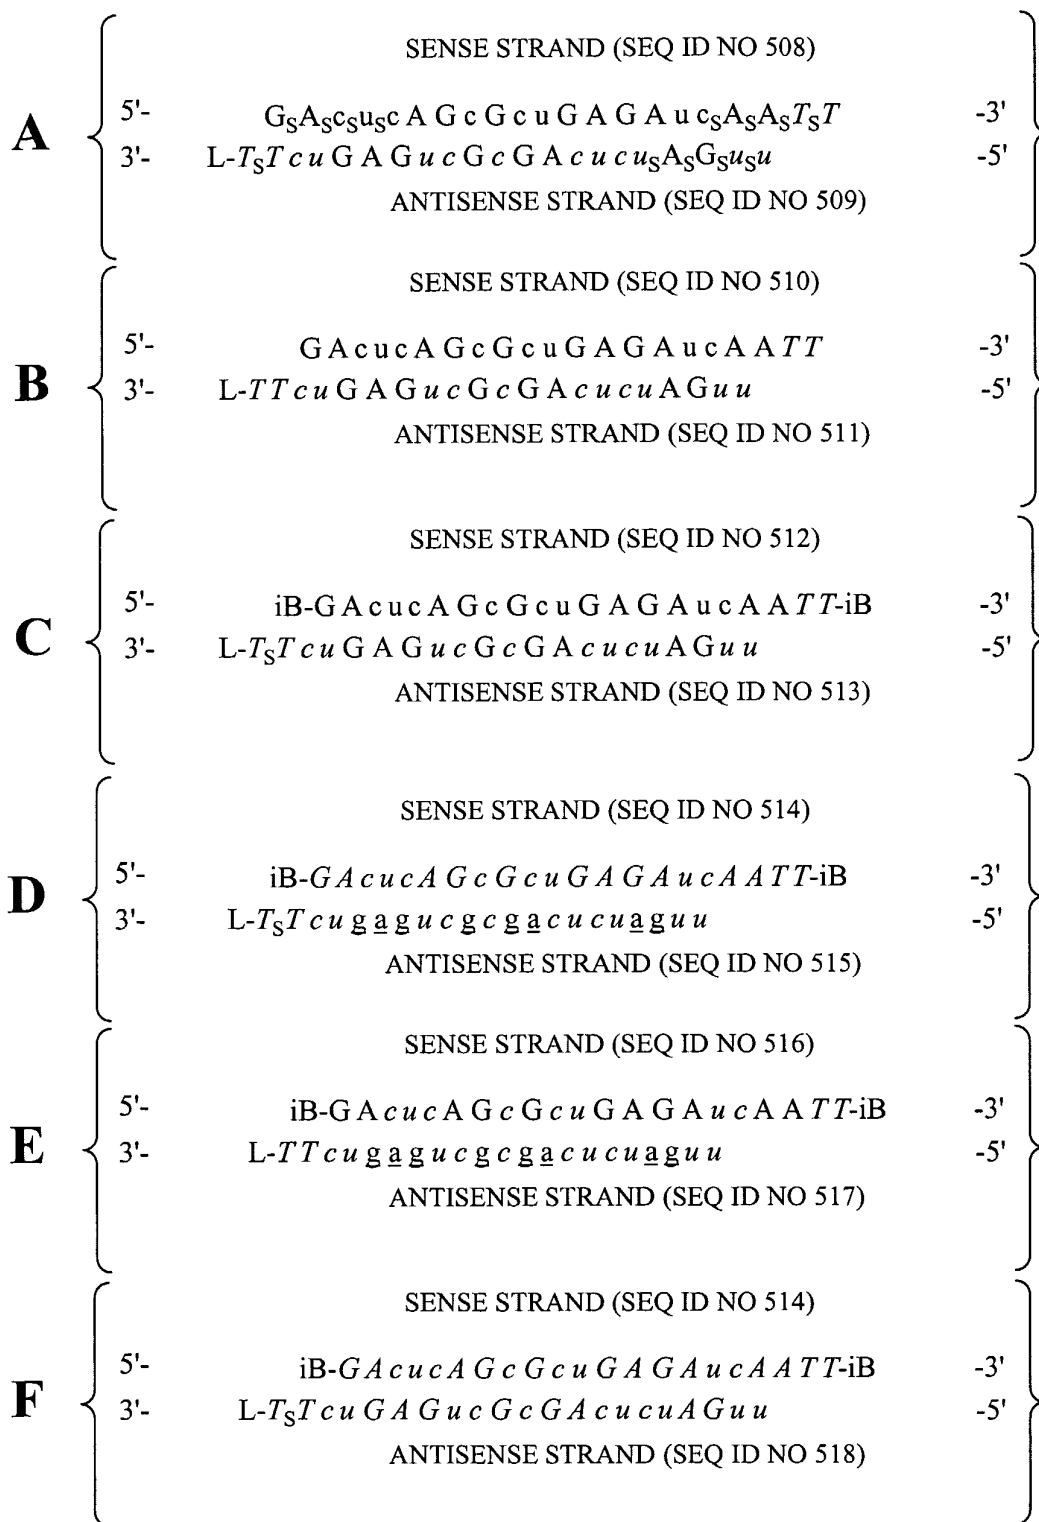 SENSE STRAND (SEQ ID NO 508)
5'- GsAscsuscAGcGcuGAGAucsAsAsTsT -3'
A
3'- L-TsTcuGAGucGcGAcucusAsGsusu -5'
ANTISENSE STRAND (SEQ ID NO 509)
SENSE STRAND (SEQ ID NO 510)
5'- GAcucAGcGcuGAGAucAATT -3'
B
3'- L-TTcuGAGucGcGAcucuAGuu -5'
ANTISENSE STRAND (SEQ ID NO 511)
SENSE STRAND (SEQ ID NO 512)
5'- iB-GAcucAGcGcuGAGAucAATT-iB -3'
C
3'- L-TsTcuGAGucGcGAcucuAGuu -5'
ANTISENSE STRAND (SEQ ID NO 513)
SENSE STRAND (SEQ ID NO 514)
5'- iB-GAcucAGcGcuGAGAucAATT-iB -3'
D
3'- L-TsTcugagucgcgacucuaguu -5'
ANTISENSE STRAND (SEQ ID NO 515)
SENSE STRAND (SEQ ID NO 516)
5'- iB-GAcucAGcGcuGAGAucAATT-iB -3'
E
3'- L-TTcugagucgcgacucuaguu -5'
ANTISENSE STRAND (SEQ ID NO 517)
SENSE STRAND (SEQ ID NO 514)
5'- iB-GAcucAGcGcuGAGAucAATT-iB -3'
F
3'- L-TsTcuGAGucGcGAcucuAGuu -5'
ANTISENSE STRAND (SEQ ID NO 518)